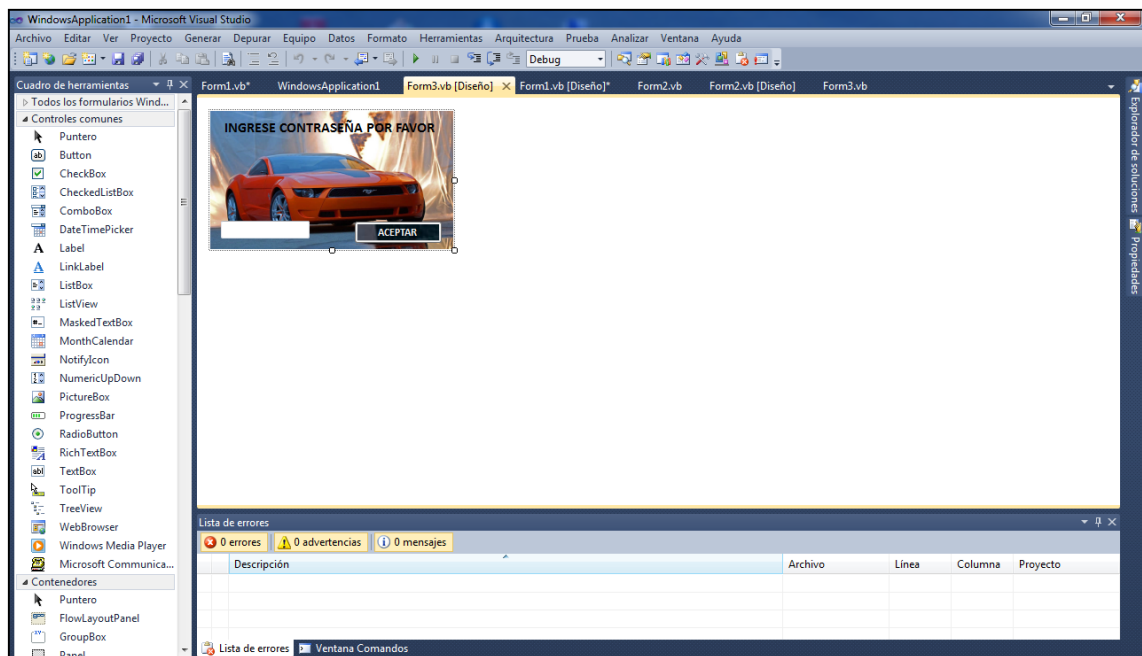 WindowsApplication1 - Microsoft Visual Studio
Archivo Editar Ver Proyecto Generar Depurar Equipo Datos Formato Herramientas Arquitectura Prueba Analizar Ventana Ayuda
Debug
Cuadro de herramientas
Todos los formularios Wind...
Controles comunes
Puntero
Button
CheckBox
CheckedListBox
ComboBox
DateTimePicker
Label
LinkLabel
ListBox
ListView
MaskedTextBox
MonthCalendar
NotifyIcon
NumericUpDown
PictureBox
ProgressBar
RadioButton
RichTextBox
TextBox
ToolTip
TreeView
WebBrowser
Windows Media Player
Microsoft Communica...
Contenedores
Puntero
FlowLayoutPanel
GroupBox
Panel
Form1.vb* WindowsApplication1 Form3.vb [Diseño] Form1.vb [Diseño]* Form2.vb Form2.vb [Diseño] Form3.vb
INGRESE CONTRASEÑA POR FAVOR
ACEPTAR
Explorador de soluciones
Propiedades
Lista de errores
0 errores 0 advertencias 0 mensajes
Descripción Archivo Línea Columna Proyecto
Lista de errores Ventana Comandos